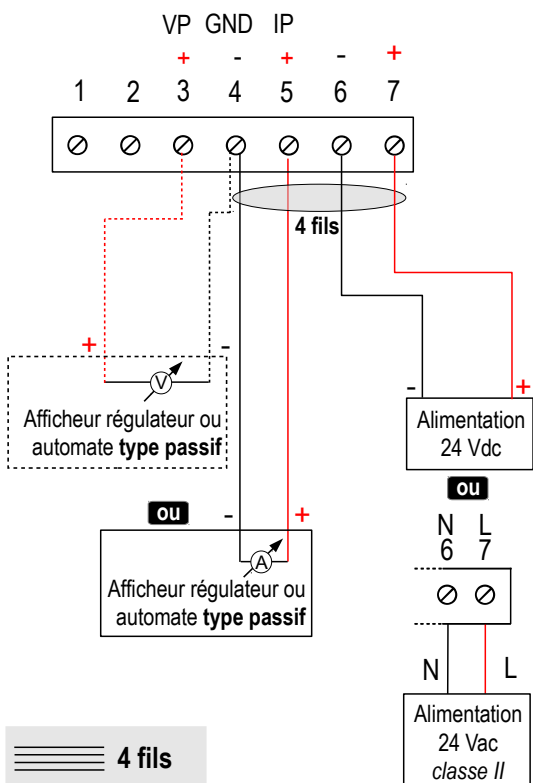 VP GND IP
+ - + - +
1 2 3 4 5 6 7
4 fils
+ -
V
Afficheur régulateur ou
automate type passif
- +
Alimentation
24 Vdc
ou
- +
A
Afficheur régulateur ou
automate type passif
ou
N L
6 7
N L
Alimentation
24 Vac
classe II
4 fils